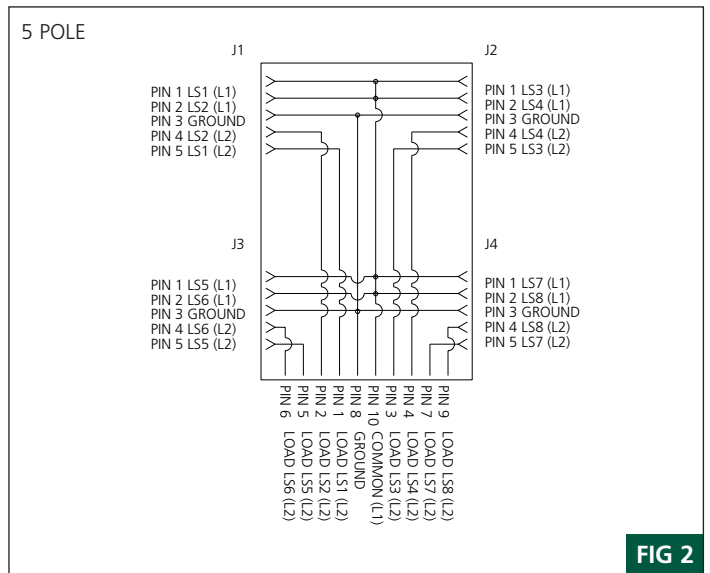 5 POLE
J1
J2
PIN 1 LS1 (L1)
PIN 2 LS2 (L1)
PIN 3 GROUND
PIN 4 LS2 (L2)
PIN 5 LS1 (L2)
PIN 1 LS3 (L1)
PIN 2 LS4 (L1)
PIN 3 GROUND
PIN 4 LS4 (L2)
PIN 5 LS3 (L2)
J3
J4
PIN 1 LS5 (L1)
PIN 2 LS6 (L1)
PIN 3 GROUND
PIN 4 LS6 (L2)
PIN 5 LS5 (L2)
PIN 1 LS7 (L1)
PIN 2 LS8 (L1)
PIN 3 GROUND
PIN 4 LS8 (L2)
PIN 5 LS7 (L2)
PIN 6 LOAD LS6 (L2)
PIN 5 LOAD LS5 (L2)
PIN 2 LOAD LS2 (L2)
PIN 1 LOAD LS1 (L2)
PIN 8 GROUND
PIN 10 COMMON (L1)
PIN 3 LOAD LS3 (L2)
PIN 4 LOAD LS4 (L2)
PIN 7 LOAD LS7 (L2)
PIN 9 LOAD LS8 (L2)
FIG 2